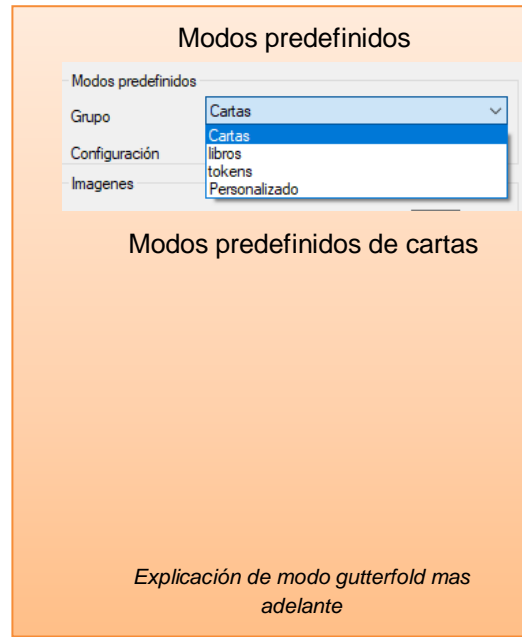 Modos predefinidos
Modos predefinidos
Grupo
Cartas
Cartas
Configuración
libros
tokens
Imagenes
Personalizado
Modos predefinidos de cartas
Explicación de modo gutterfold mas
adelante